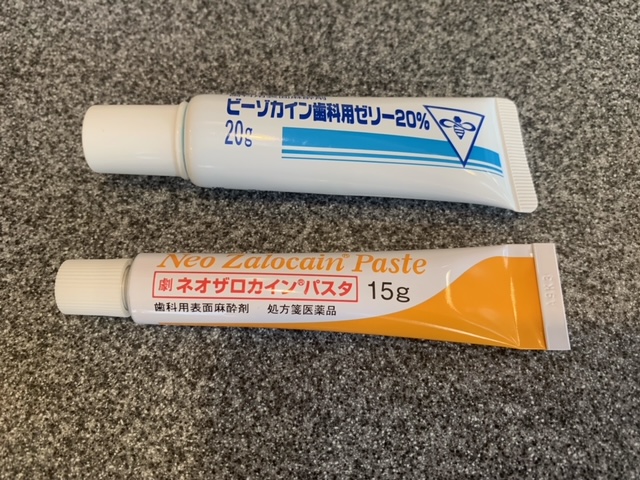 ビーゾカイン歯科用ゼリー20%
20g
Neo Zalocain® Paste
劇 ネオザロカイン®パスタ 15g
歯科用表面麻酔剤 処方箋医薬品